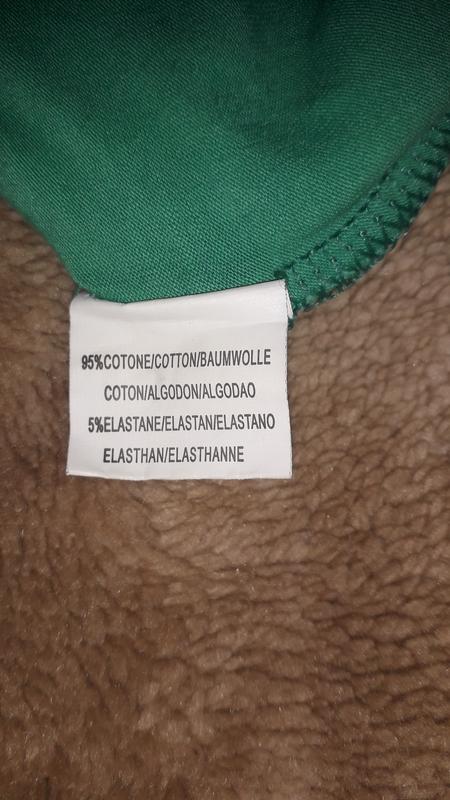 95%COTONE/COTTON/BAUMWOLLE
COTON/ALGODON/ALGODAO
5%ELASTANE/ELASTAN/ELASTANO
ELASTHAN/ELASTHANNE